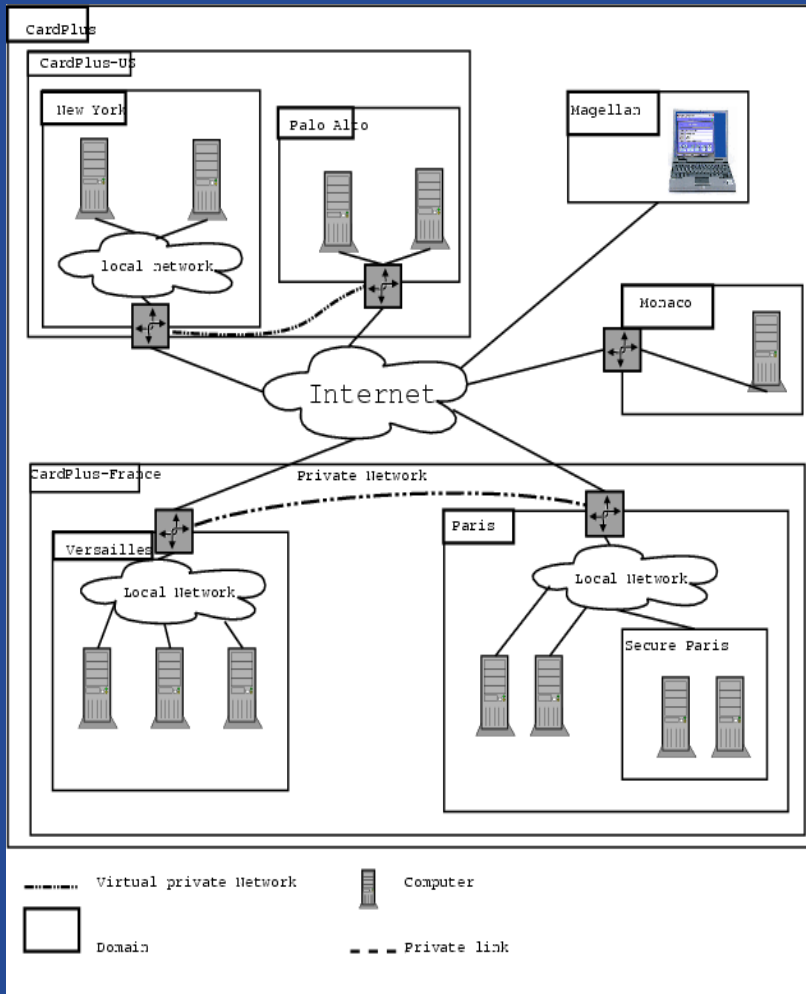 CardPlus
CardPlus-US
New York
Palo Alto
Magellan
local network
Monaco
Internet
CardPlus-France
Private Network
Versailles
Paris
Local Network
Local Network
Secure Paris
Virtual private Network
Computer
Domain
Private link